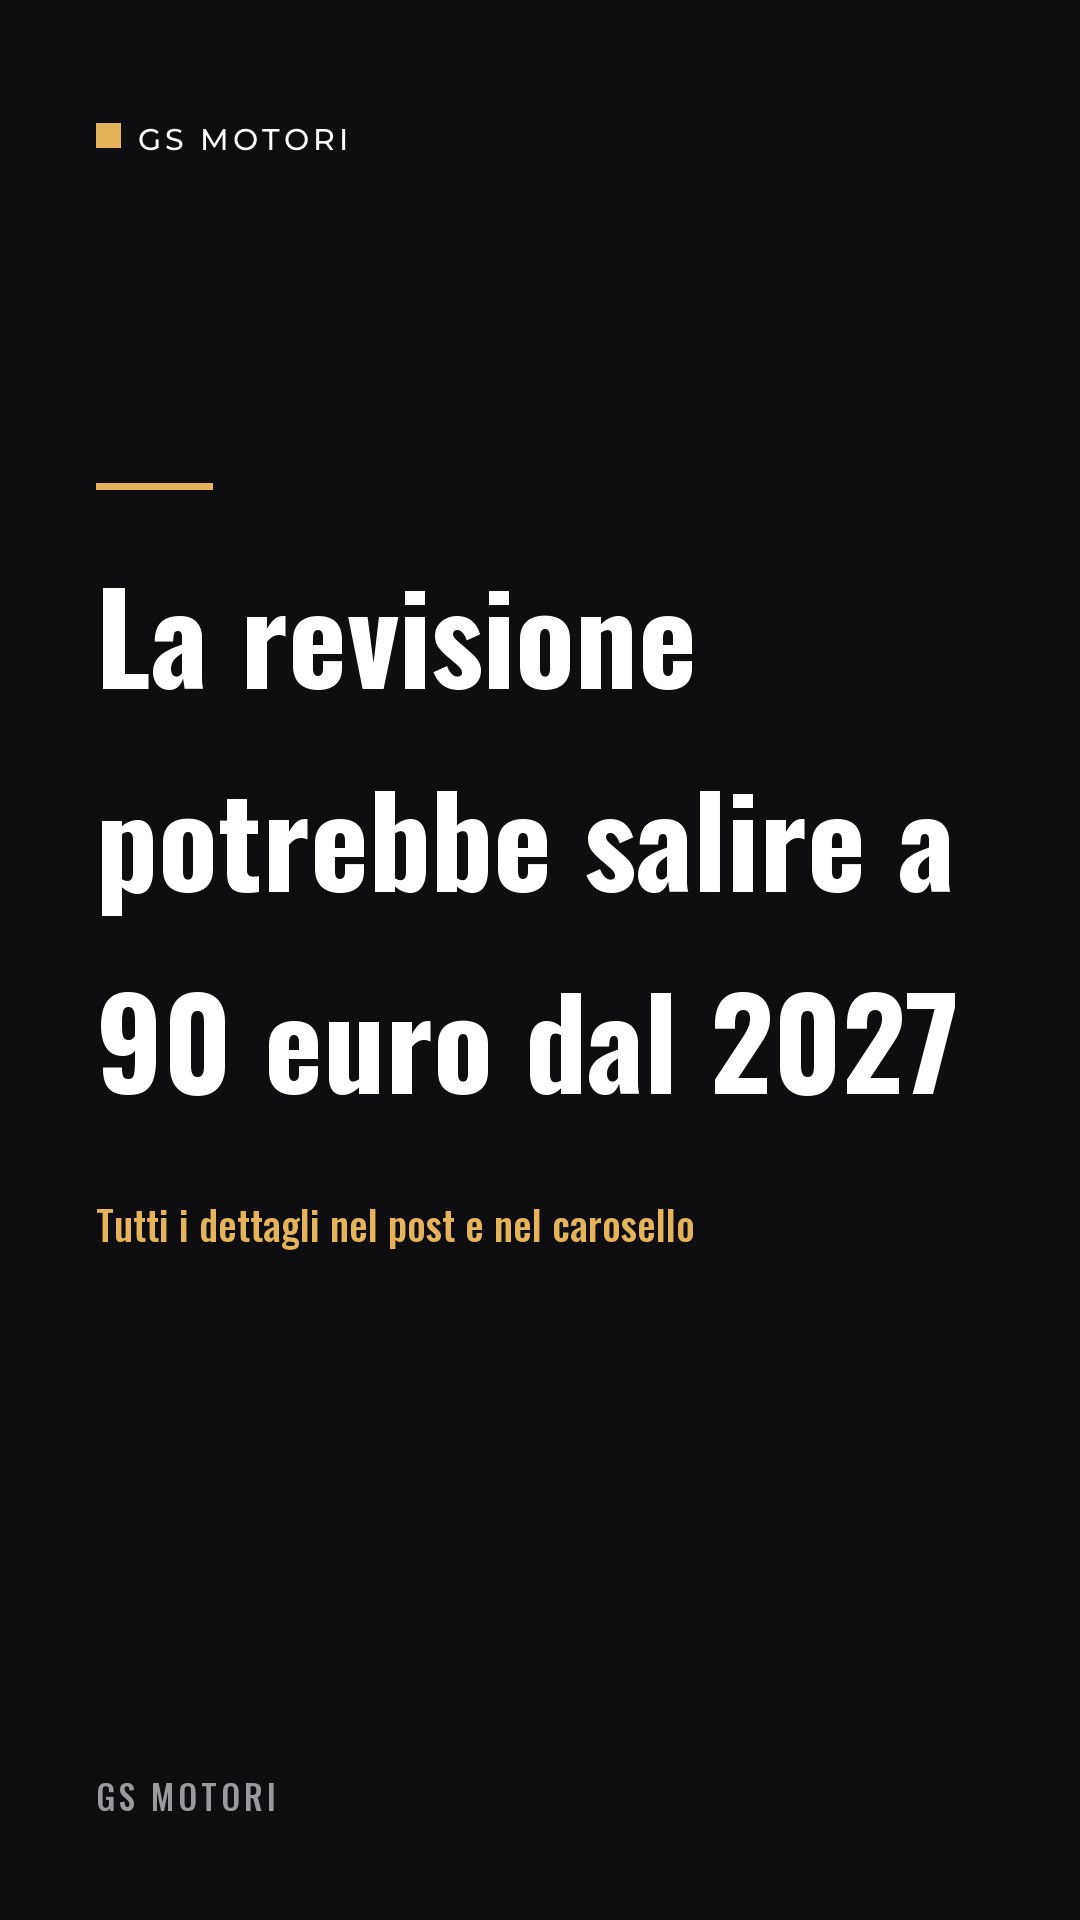 GS MOTORI
La revisione
potrebbe salire a
90 euro dal 2027
Tutti i dettagli nel post e nel carosello
GS MOTORI